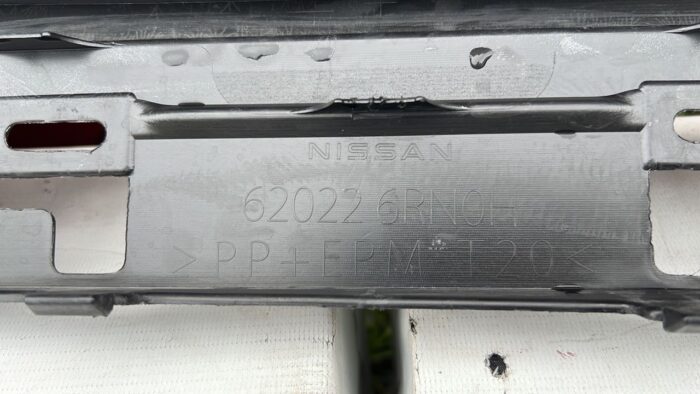 NISSAN
62022 6RN0H
>PP+EPM-T20<